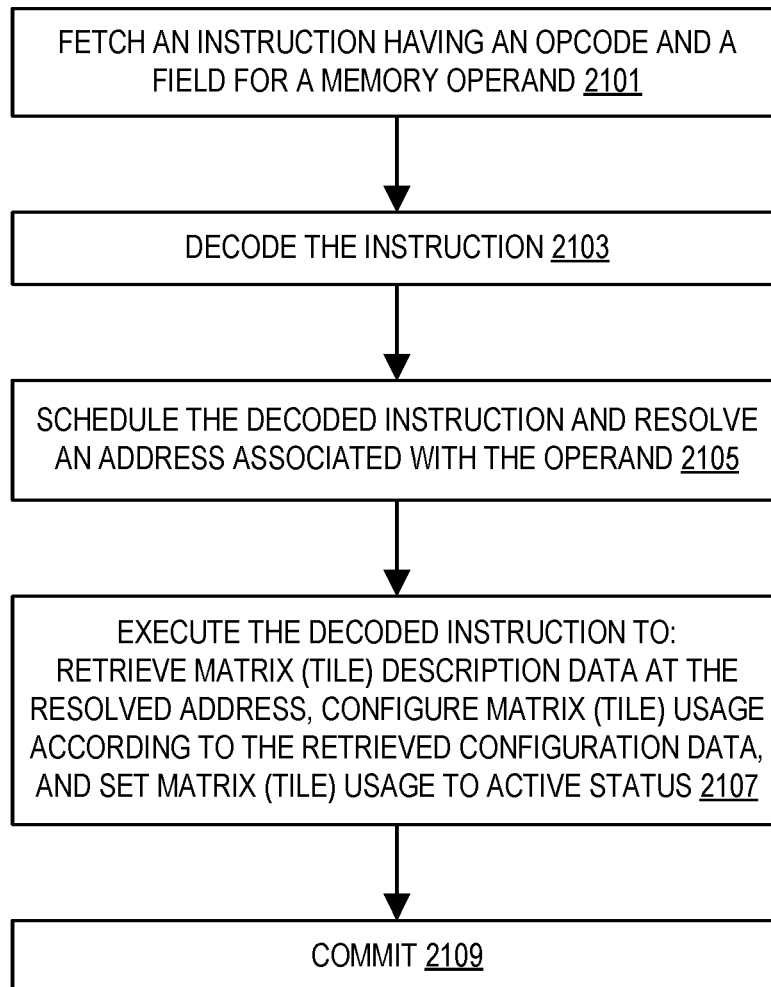 FETCH AN INSTRUCTION HAVING AN OPCODE AND A
FIELD FOR A MEMORY OPERAND 2101
DECODE THE INSTRUCTION 2103
SCHEDULE THE DECODED INSTRUCTION AND RESOLVE
AN ADDRESS ASSOCIATED WITH THE OPERAND 2105
EXECUTE THE DECODED INSTRUCTION TO:
RETRIEVE MATRIX (TILE) DESCRIPTION DATA AT THE
RESOLVED ADDRESS, CONFIGURE MATRIX (TILE) USAGE
ACCORDING TO THE RETRIEVED CONFIGURATION DATA,
AND SET MATRIX (TILE) USAGE TO ACTIVE STATUS 2107
COMMIT 2109